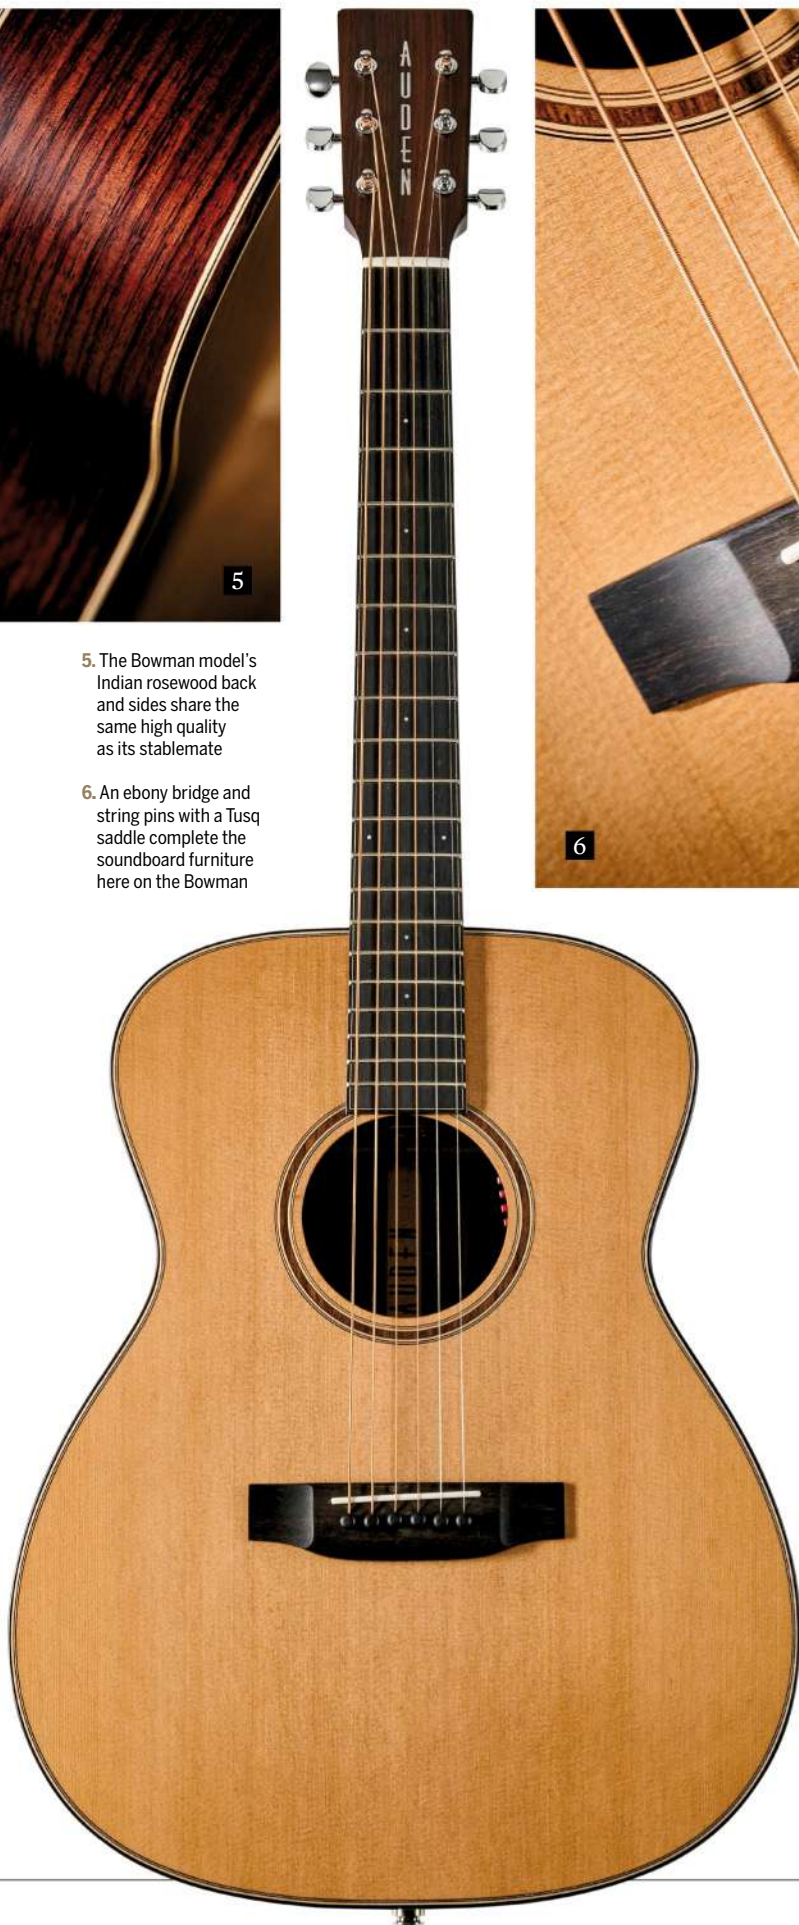 AUDEN
5
5. The Bowman model's
Indian rosewood back
and sides share the
same high quality
as its stablemate
6. An ebony bridge and
string pins with a Tusq
saddle complete the
soundboard furniture
here on the Bowman
6
AUDEN